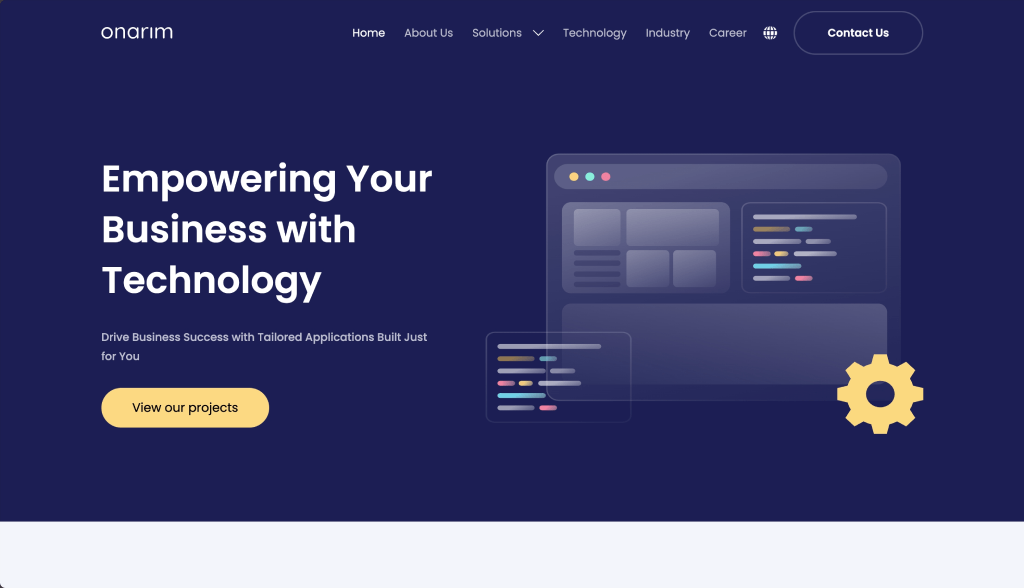 onarım
Home
About Us
Solutions
Technology
Industry
Career
Contact Us
Empowering Your
Business with
Technology
Drive Business Success with Tailored Applications Built Just
for You
View our projects